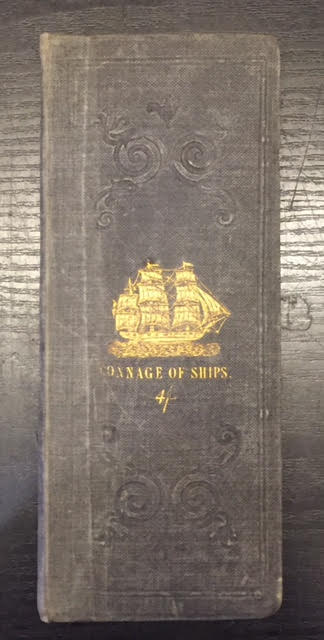 TONNAGE OF SHIPS.
4/-